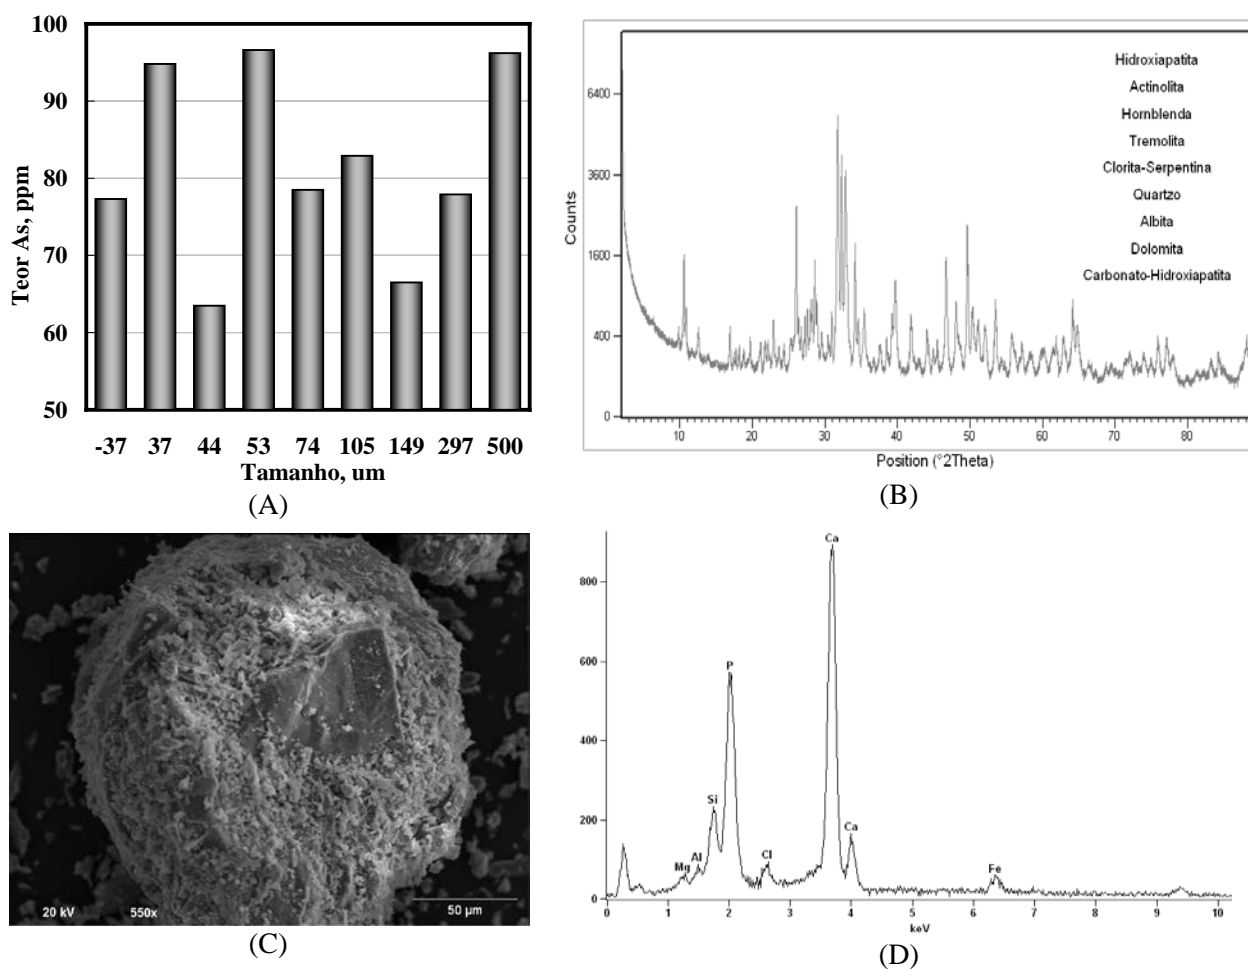 100
90
80
70
60
50
Teor As, ppm
-37 37 44 53 74 105 149 297 500
Tamanho, um
(A)
6400
3600
1600
400
0
Counts
Hidroxiapatita
Actinolita
Hornblenda
Tremolita
Clorita-Serpentina
Quartzo
Albita
Dolomita
Carbonato-Hidroxiapatita
10 20 30 40 50 60 70 80
Position (°2Theta)
(B)
20 kV 550x 50 µm
(C)
800
600
400
200
0
Ca
P
Si
Mg
Al
Cl
Ca
Fe
0 1 2 3 4 5 6 7 8 9 10
keV
(D)